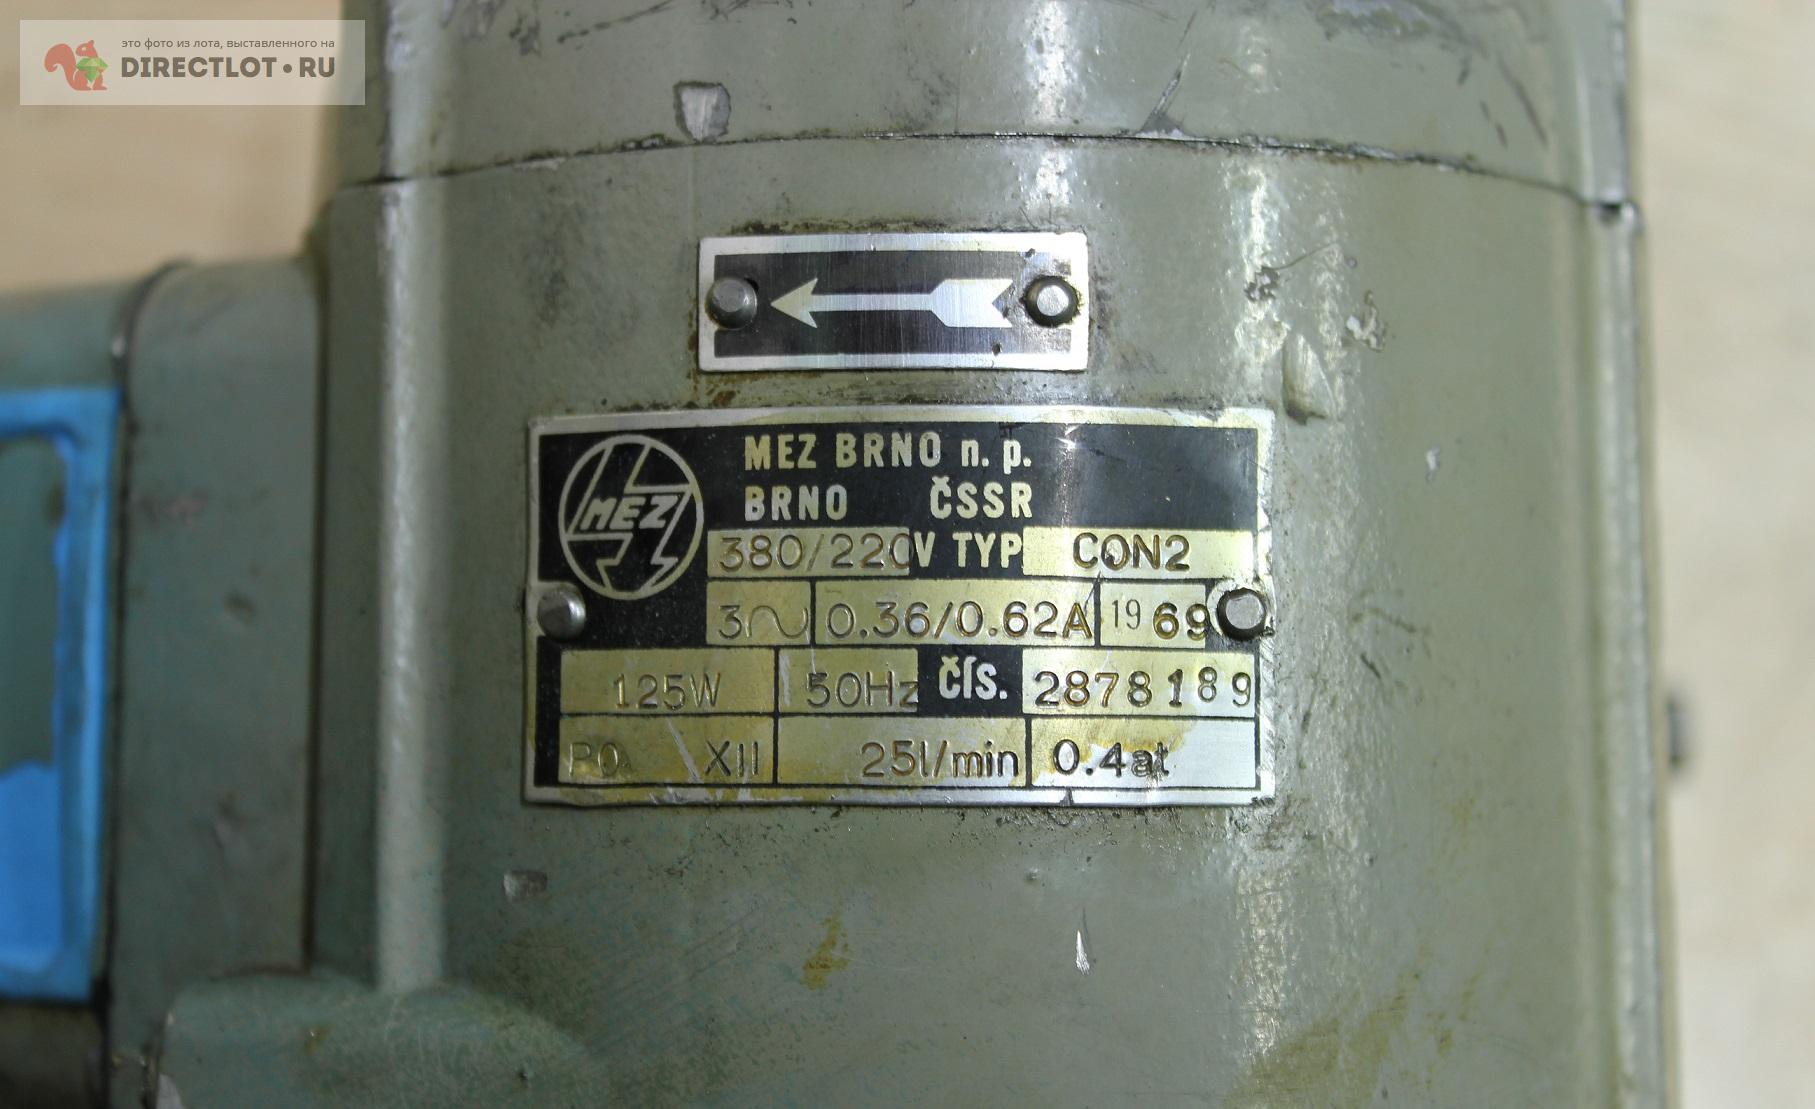 это фото из лота, выставленного на
DIRECTLOT•RU
MEZ BRNO n. p.
BRNO ČSSR
MEZ
380/220V TYP CON2
3~ 0.36/0.62A 1969
125W 50Hz ČÍS. 2878189
PO XII 25l/min 0.4at